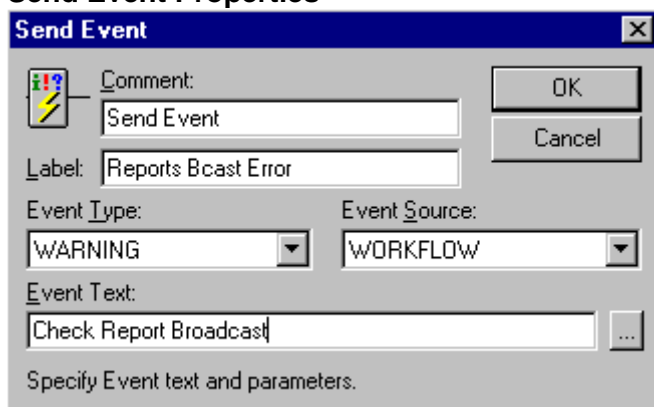 Send Event Properties
Send Event
Comment:
OK
Send Event
Cancel
Label: Reports Bcast Error
Event Type: Event Source:
WARNING WORKFLOW
Event Text:
Check Report Broadcast ...
Specify Event text and parameters.